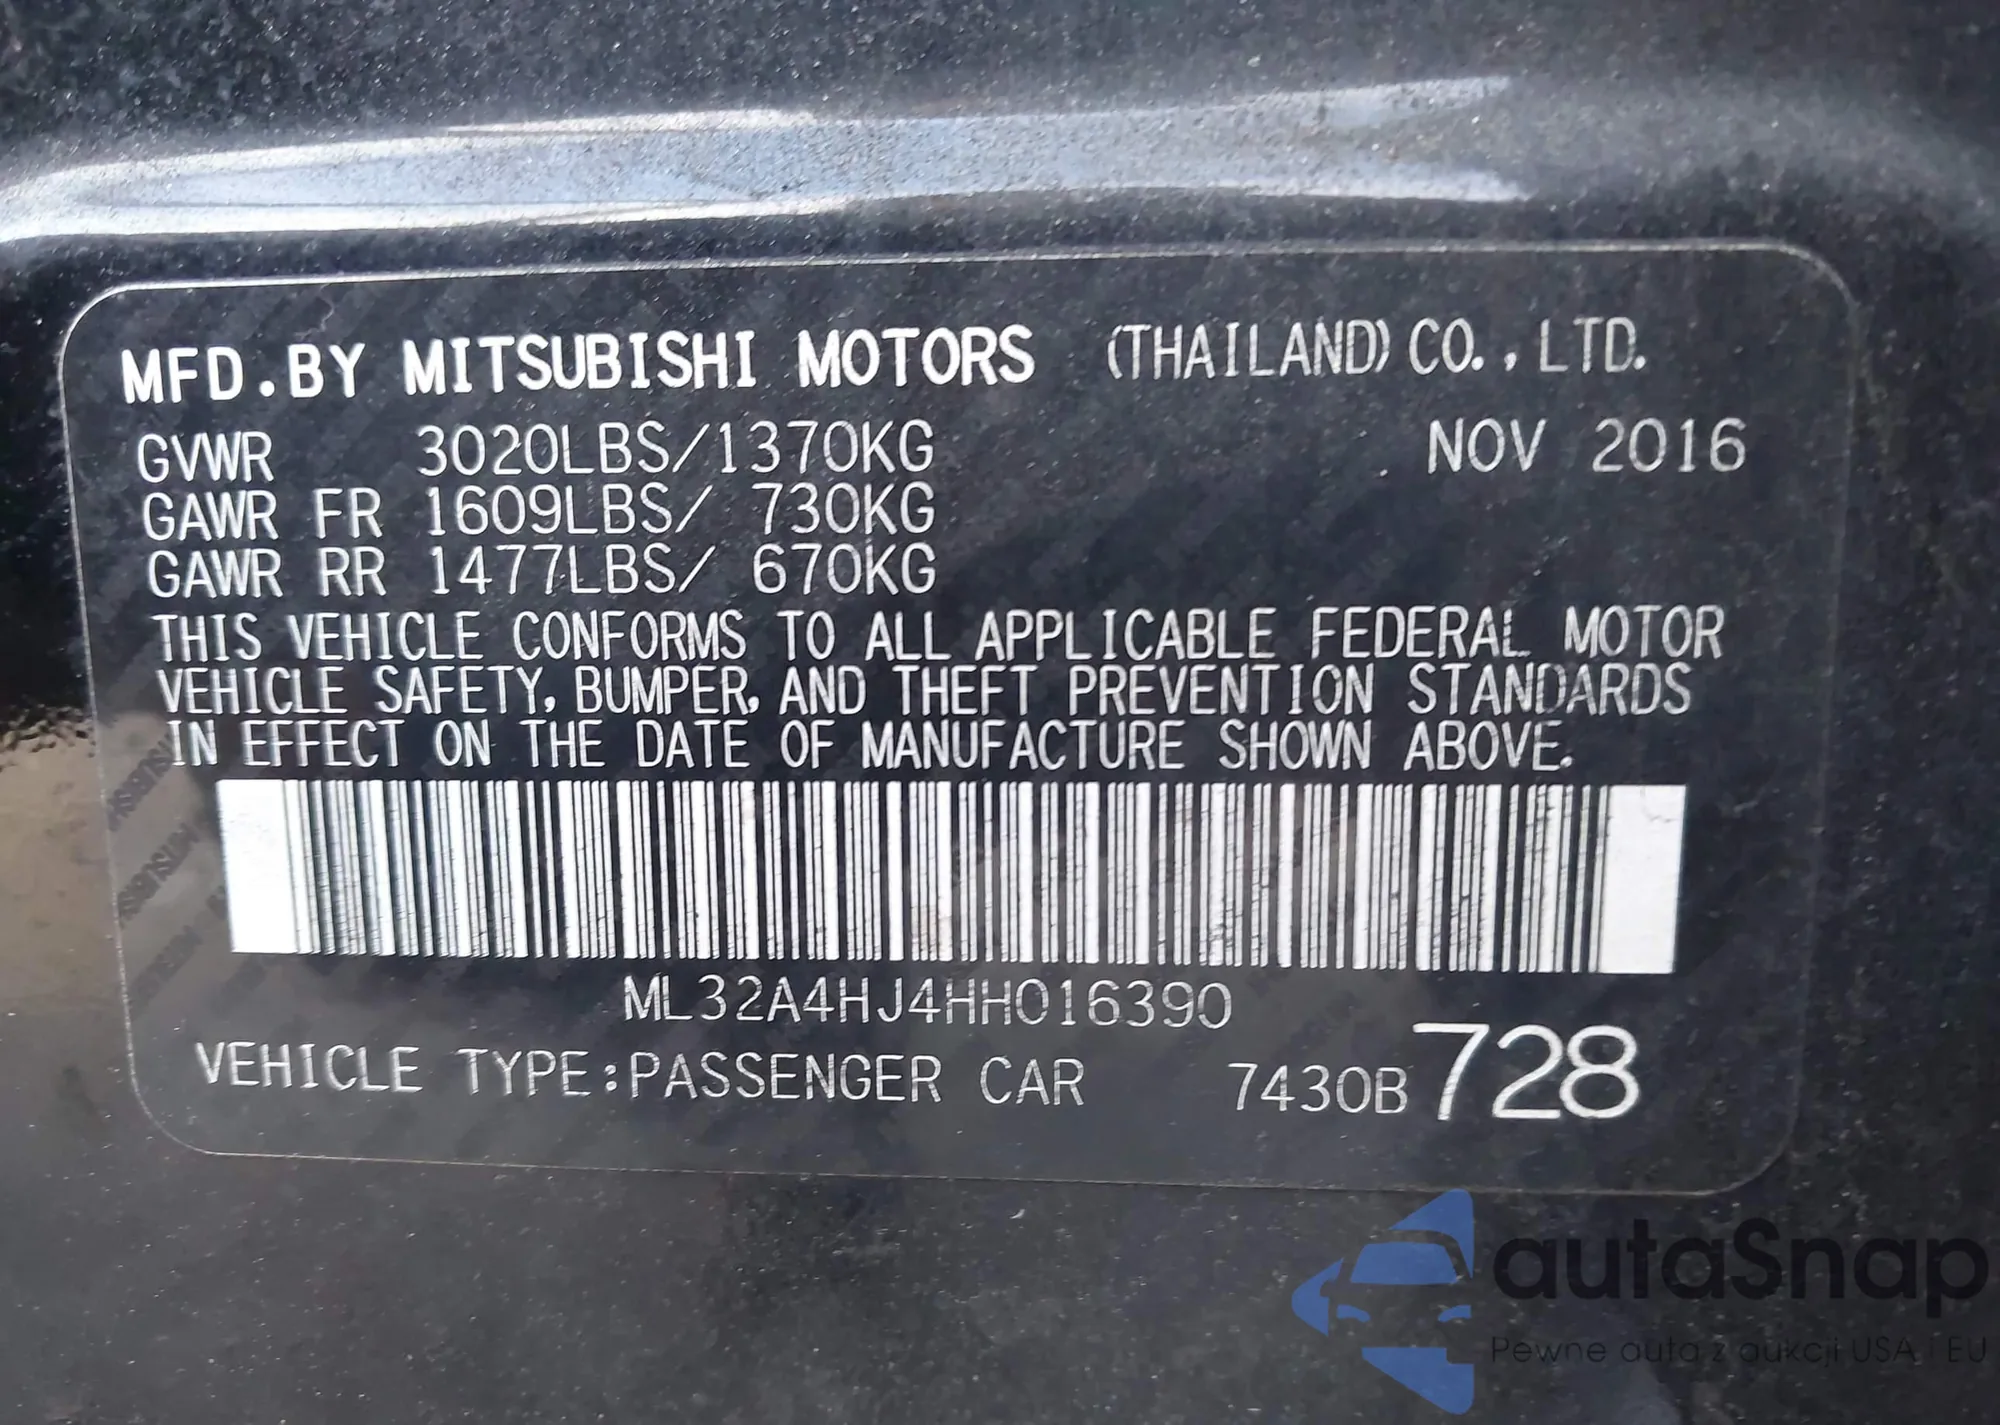 MFD.BY MITSUBISHI MOTORS (THAILAND) CO., LTD.
GVWR 3020LBS/1370KG NOV 2016
GAWR FR 1609LBS/ 730KG
GAWR RR 1477LBS/ 670KG
THIS VEHICLE CONFORMS TO ALL APPLICABLE FEDERAL MOTOR
VEHICLE SAFETY, BUMPER, AND THEFT PREVENTION STANDARDS
IN EFFECT ON THE DATE OF MANUFACTURE SHOWN ABOVE.
ML32A4HJ4HH016390
VEHICLE TYPE:PASSENGER CAR 7430B 728
autaSnap
Pewne auta z aukcji USA i EU